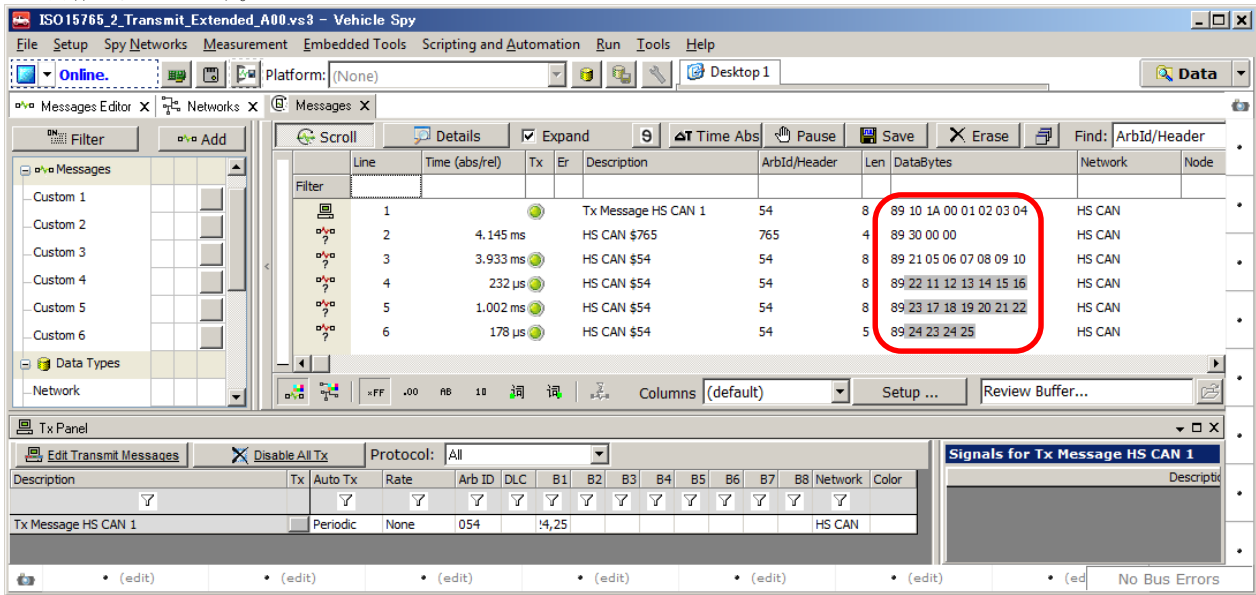 ISO15765_2_Transmit_Extended_A00.vs3 - Vehicle Spy
File Setup Spy Networks Measurement Embedded Tools Scripting and Automation Run Tools Help
Online. Platform: (None) Desktop 1 Data
Messages Editor X Networks X Messages X
Filter Add Scroll Details Expand 9 ΔT Time Abs Pause Save Erase Find: ArbId/Header
Line Time (abs/rel) Tx Er Description ArbId/Header Len DataBytes Network Node
Filter
1 Tx Message HS CAN 1 54 8 89 10 1A 00 01 02 03 04 HS CAN
2 4.145 ms HS CAN $765 765 4 89 30 00 00 HS CAN
3 3.933 ms HS CAN $54 54 8 89 21 05 06 07 08 09 10 HS CAN
4 232 µs HS CAN $54 54 8 89 22 11 12 13 14 15 16 HS CAN
5 1.002 ms HS CAN $54 54 8 89 23 17 18 19 20 21 22 HS CAN
6 178 µs HS CAN $54 54 5 89 24 23 24 25 HS CAN
Messages
Custom 1
Custom 2
Custom 3
Custom 4
Custom 5
Custom 6
Data Types
Network
×FF .00 AB 10 词 词 Columns (default) Setup ... Review Buffer...
Tx Panel
Edit Transmit Messages Disable All Tx Protocol: All Signals for Tx Message HS CAN 1
Description Tx Auto Tx Rate Arb ID DLC B1 B2 B3 B4 B5 B6 B7 B8 Network Color Descriptic
Tx Message HS CAN 1 Periodic None 054 !4,25 HS CAN
(edit) (edit) (edit) (edit) (edit) (edit) (ed No Bus Errors